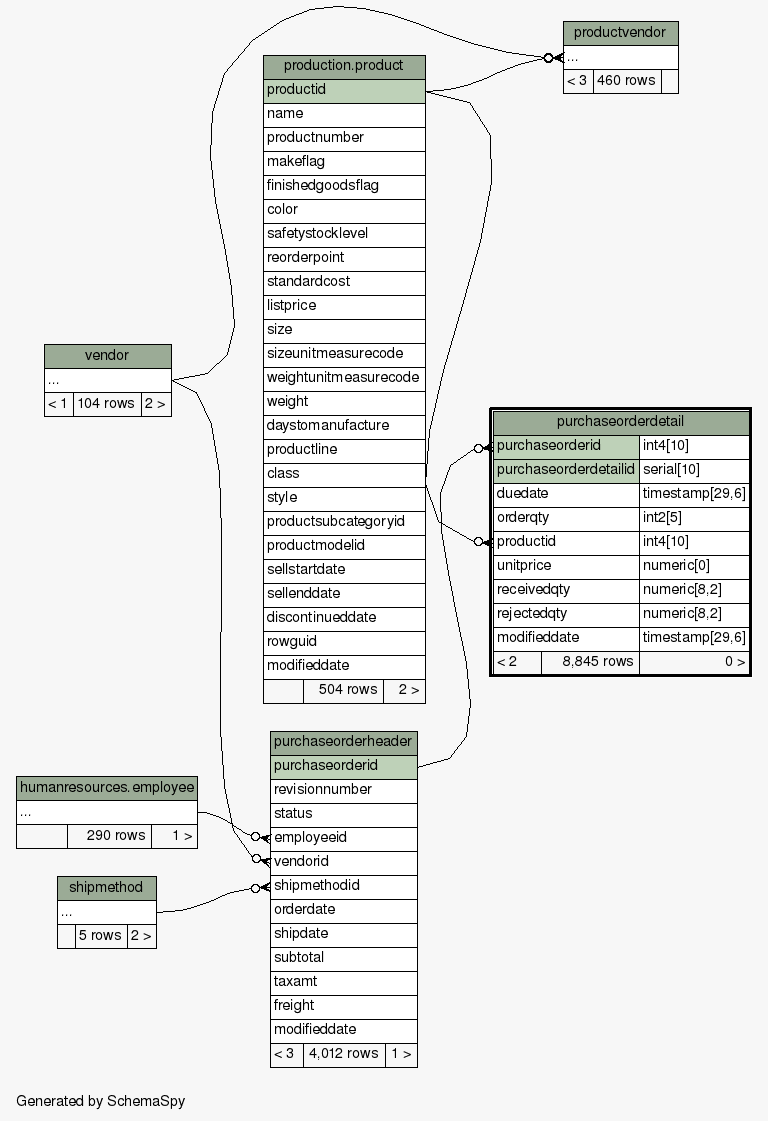 productvendor
...
< 3 460 rows
production.product
productid
name
productnumber
makeflag
finishedgoodsflag
color
safetystocklevel
reorderpoint
standardcost
listprice
size
sizeunitmeasurecode
weightunitmeasurecode
weight
daystomanufacture
productline
class
style
productsubcategoryid
productmodelid
sellstartdate
sellenddate
discontinueddate
rowguid
modifieddate
504 rows 2 >
vendor
...
< 1 104 rows 2 >
purchaseorderdetail
purchaseorderid int4[10]
purchaseorderdetailid serial[10]
duedate timestamp[29,6]
orderqty int2[5]
productid int4[10]
unitprice numeric[0]
receivedqty numeric[8,2]
rejectedqty numeric[8,2]
modifieddate timestamp[29,6]
< 2 8,845 rows 0 >
purchaseorderheader
purchaseorderid
revisionnumber
status
employeeid
vendorid
shipmethodid
orderdate
shipdate
subtotal
taxamt
freight
modifieddate
< 3 4,012 rows 1 >
humanresources.employee
...
290 rows 1 >
shipmethod
...
5 rows 2 >
Generated by SchemaSpy